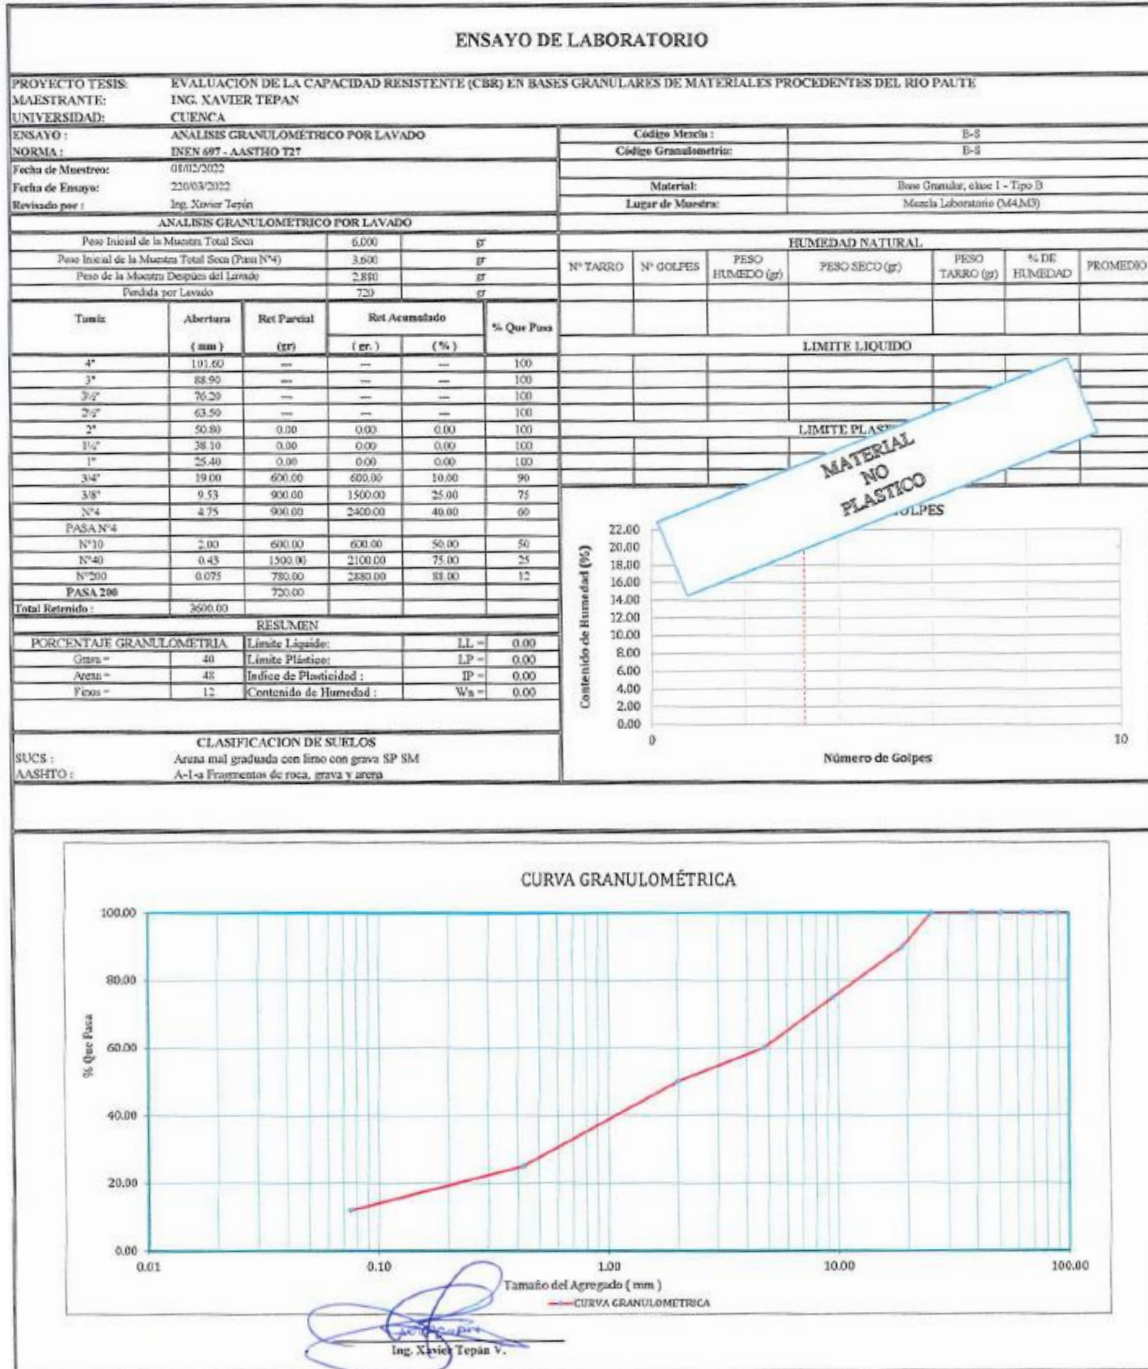 ENSAYO DE LABORATORIO
PROYECTO TESIS: EVALUACION DE LA CAPACIDAD RESISTENTE (CBR) EN BASES GRANULARES DE MATERIALES PROCEDENTES DEL RIO PAUTE
MAESTRANTE: ING. XAVIER TEPAN
UNIVERSIDAD: CUENCA
ENSAYO : ANALISIS GRANULOMETRICO POR LAVADO
NORMA : INEN 697 - AASTHO T27
Código Mezcla : B-8
Código Granulometria: B-8
Fecha de Muestreo: 08/02/2022
Fecha de Ensayo: 220/03/2022
Revisado por : Ing. Xavier Tepán
Material: Base Granular, clase 1 - Tipo B
Lugar de Muestra: Mezcla Laboratorio (M4,M3)
ANALISIS GRANULOMETRICO POR LAVADO
Peso Inicial de la Muestra Total Seca 6.000 gr
Peso Inicial de la Muestra Total Seca (Pasa N°4) 3.600 gr
Peso de la Muestra Despúes del Lavado 2.880 gr
Perdida por Lavado 720 gr
Tamiz Abertura Ret Parcial Ret Acumulado % Que Pasa
( mm ) (gr) ( gr. ) ( % )
4" 101.60 --- --- --- 100
3" 88.90 --- --- --- 100
3½" 76.20 --- --- --- 100
2½" 63.50 --- --- --- 100
2" 50.80 0.00 0.00 0.00 100
1½" 38.10 0.00 0.00 0.00 100
1" 25.40 0.00 0.00 0.00 100
3/4" 19.00 600.00 600.00 10.00 90
3/8" 9.53 900.00 1500.00 25.00 75
N°4 4.75 900.00 2400.00 40.00 60
PASA N°4
N°10 2.00 600.00 600.00 50.00 50
N°40 0.43 1500.00 2100.00 75.00 25
N°200 0.075 780.00 2880.00 88.00 12
PASA 200 720.00
Total Retenido : 3600.00
RESUMEN
PORCENTAJE GRANULOMETRIA Límite Líquido: LL = 0.00
Grava = 40 Límite Plástico: LP = 0.00
Arena = 48 Indice de Plasticidad : IP = 0.00
Finos = 12 Contenido de Humedad : Wn = 0.00
CLASIFICACION DE SUELOS
SUCS : Arena mal graduada con limo con grava SP SM
AASHTO : A-1-a Fragmentos de roca, grava y arena
HUMEDAD NATURAL
N° TARRO N° GOLPES PESO HUMEDO (gr) PESO SECO (gr) PESO TARRO (gr) % DE HUMEDAD PROMEDIO
LIMITE LIQUIDO
LIMITE PLAST
MATERIAL
NO
PLASTICO
OLPES
Contenido de Humedad (%)
22.00
20.00
18.00
16.00
14.00
12.00
10.00
8.00
6.00
4.00
2.00
0.00
0 10
Número de Golpes
CURVA GRANULOMÉTRICA
% Que Pasa
100.00
80.00
60.00
40.00
20.00
0.00
0.01 0.10 1.00 10.00 100.00
Tamaño del Agregado ( mm )
CURVA GRANULOMÉTRICA
Ing. Xavier Tepán V.